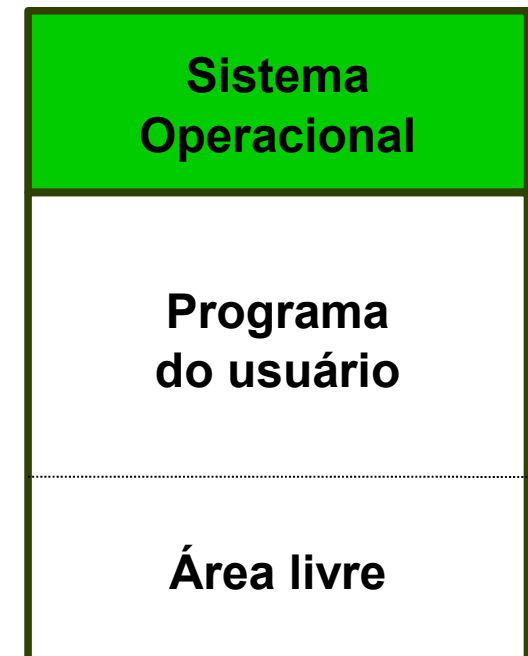 Sistema
Operacional
Programa
do usuário
Área livre